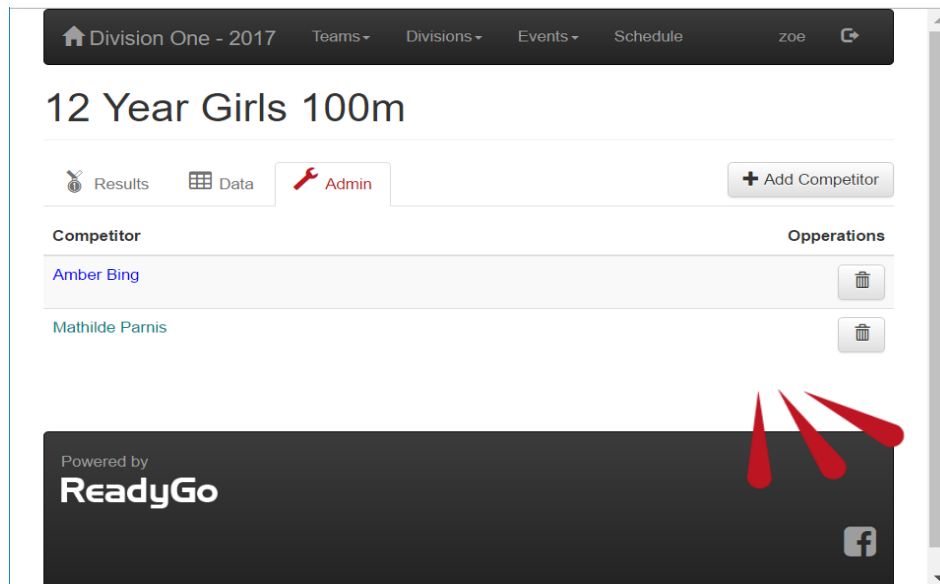 Division One - 2017 Teams Divisions Events Schedule zoe
12 Year Girls 100m
Results Data Admin + Add Competitor
Competitor Opperations
Amber Bing
Mathilde Parnis
Powered by
ReadyGo